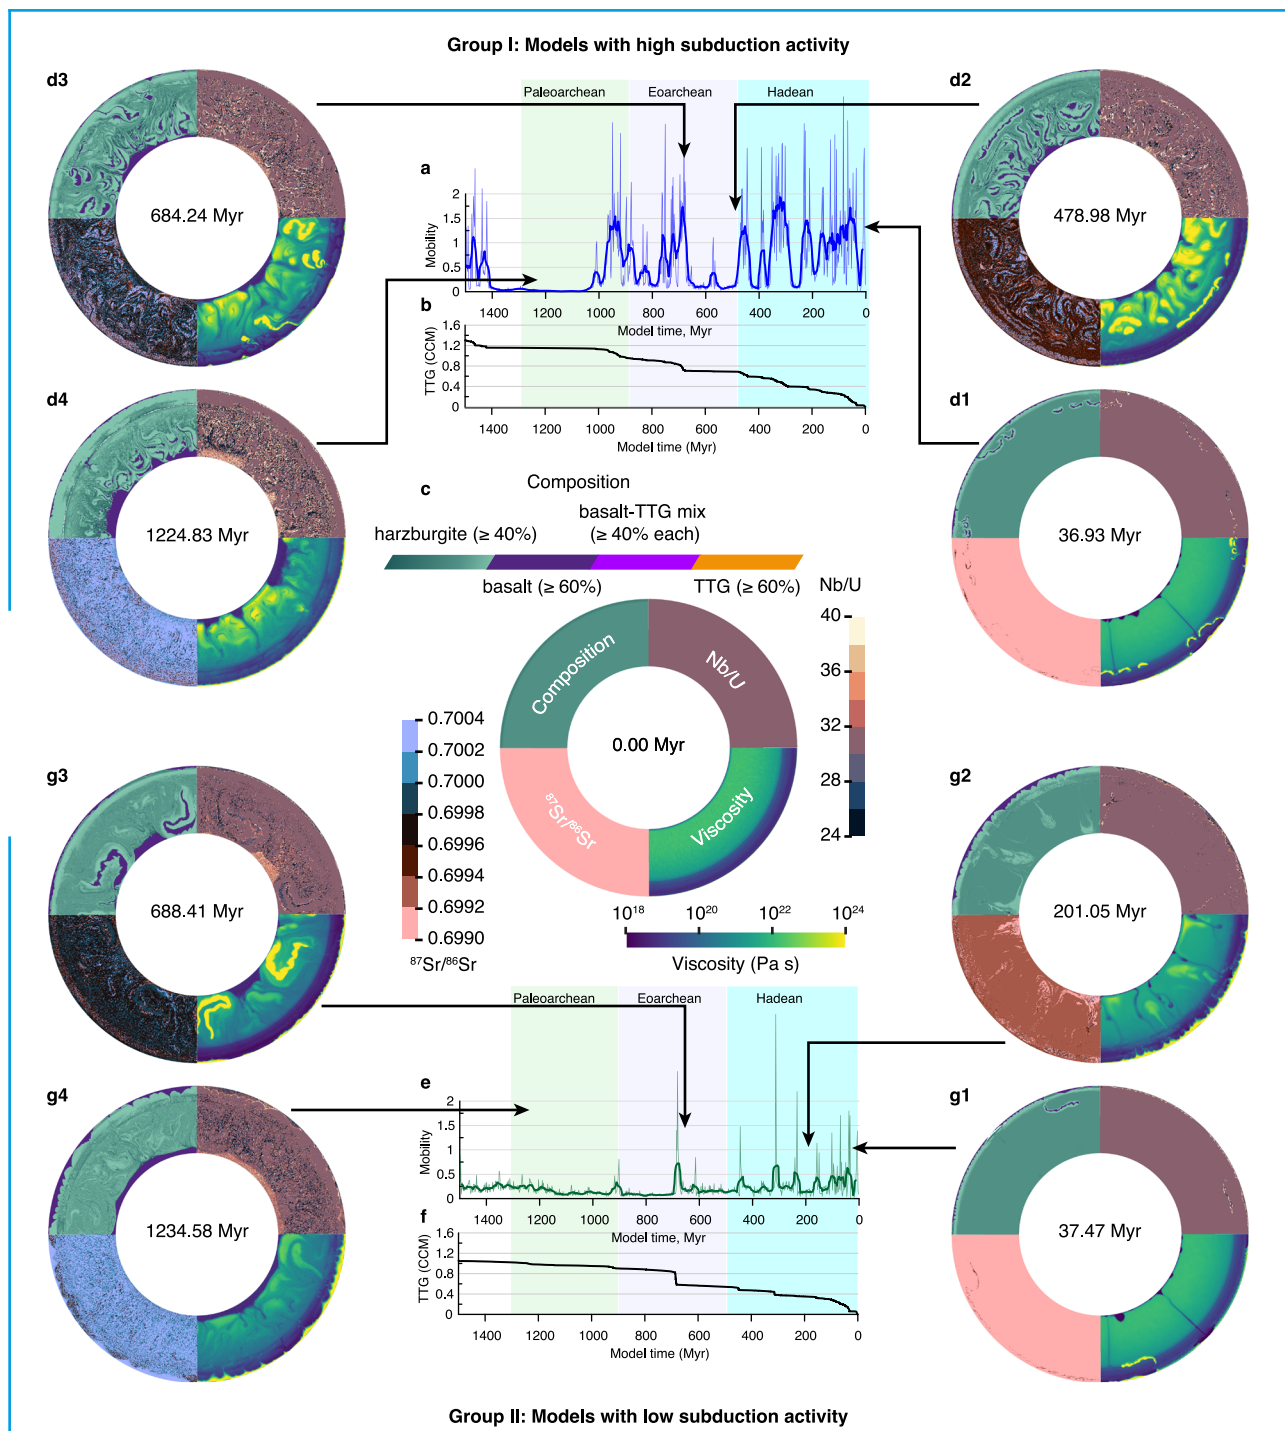 Group I: Models with high subduction activity
d3
684.24 Myr
d2
478.98 Myr
Paleoarchean
Eoarchean
Hadean
a
Mobility
2
1.5
1
0.5
0
1400
1200
1000
800
600
400
200
0
Model time, Myr
b
TTG (CCM)
1.6
1.2
0.8
0.4
0
1400
1200
1000
800
600
400
200
0
Model time (Myr)
d4
1224.83 Myr
d1
36.93 Myr
c
Composition
harzburgite (≥ 40%)
basalt-TTG mix
(≥ 40% each)
basalt (≥ 60%)
TTG (≥ 60%)
Composition
Nb/U
0.00 Myr
⁸⁷Sr/⁸⁶Sr
Viscosity
Nb/U
40
36
32
28
24
0.7004
0.7002
0.7000
0.6998
0.6996
0.6994
0.6992
0.6990
⁸⁷Sr/⁸⁶Sr
10¹⁸
10²⁰
10²²
10²⁴
Viscosity (Pa s)
g3
688.41 Myr
g2
201.05 Myr
Paleoarchean
Eoarchean
Hadean
e
Mobility
2
1.5
1
0.5
0
1400
1200
1000
800
600
400
200
0
Model time, Myr
f
TTG (CCM)
1.6
1.2
0.8
0.4
0
1400
1200
1000
800
600
400
200
0
Model time (Myr)
g4
1234.58 Myr
g1
37.47 Myr
Group II: Models with low subduction activity